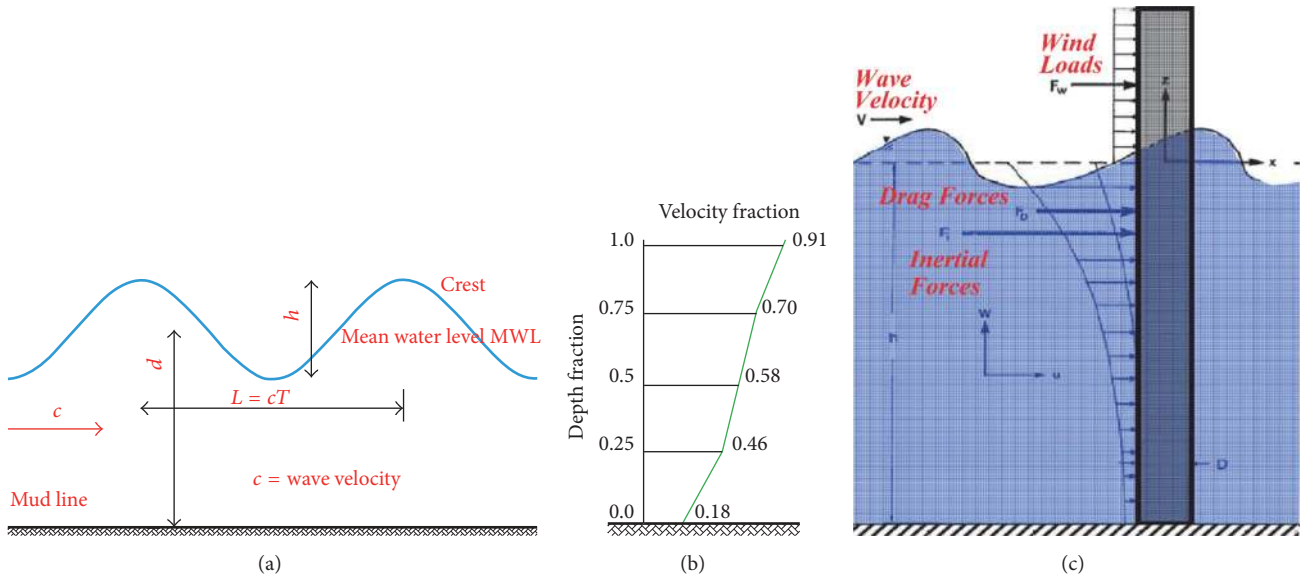 Crest
h
Mean water level MWL
d
L = cT
c
c = wave velocity
Mud line
(a)
Velocity fraction
Depth fraction
1.0
0.91
0.75
0.70
0.5
0.58
0.25
0.46
0.0
0.18
(b)
Wind
Loads
Fw
Wave
Velocity
V
z
x
Drag Forces
FD
Fi
Inertial
Forces
W
h
u
D
(c)